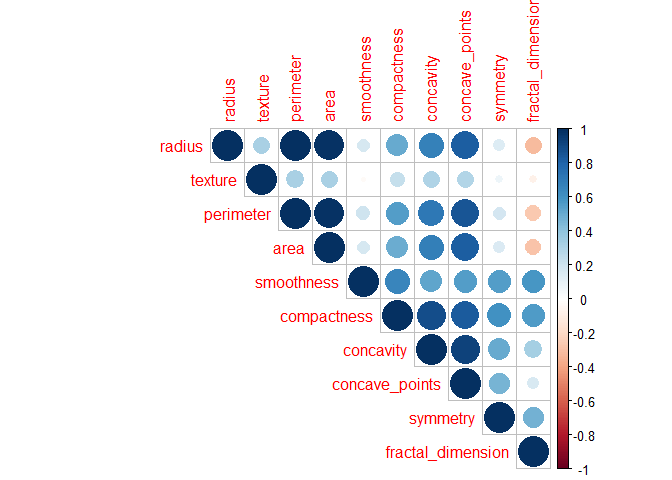 radius
texture
perimeter
area
smoothness
compactness
concavity
concave_points
symmetry
fractal_dimension
radius
texture
perimeter
area
smoothness
compactness
concavity
concave_points
symmetry
fractal_dimension
1
0.8
0.6
0.4
0.2
0
-0.2
-0.4
-0.6
-0.8
-1